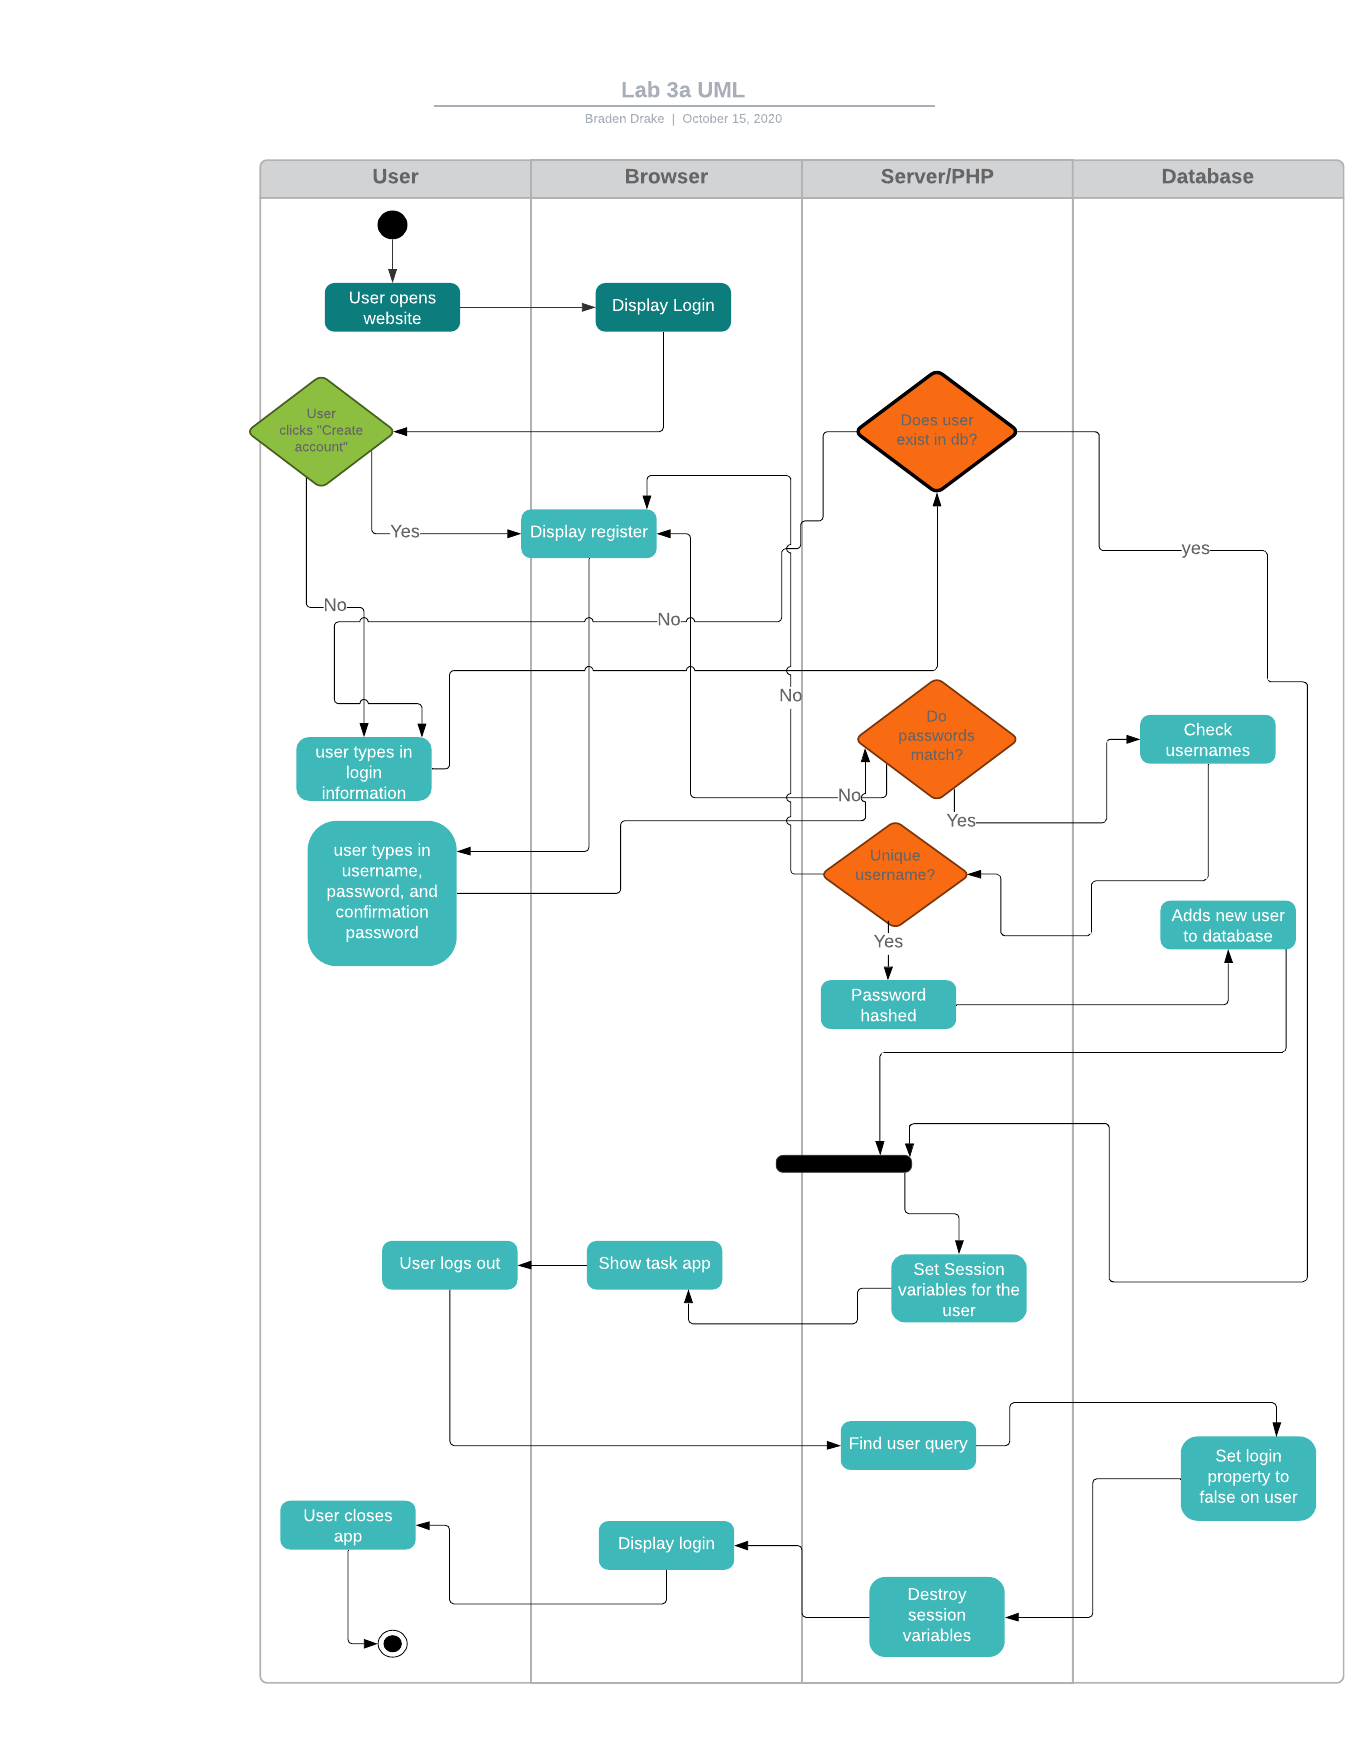 Lab 3a UML
Braden Drake | October 15, 2020
User
Browser
Server/PHP
Database
User opens
website
Display Login
User
clicks "Create
account"
Does user
exist in db?
Yes
Display register
yes
No
No
No
Do
passwords
match?
Check
usernames
user types in
login
information
No
Yes
user types in
username,
password, and
confirmation
password
Unique
username?
Adds new user
to database
Yes
Password
hashed
User logs out
Show task app
Set Session
variables for the
user
Find user query
Set login
property to
false on user
User closes
app
Display login
Destroy
session
variables